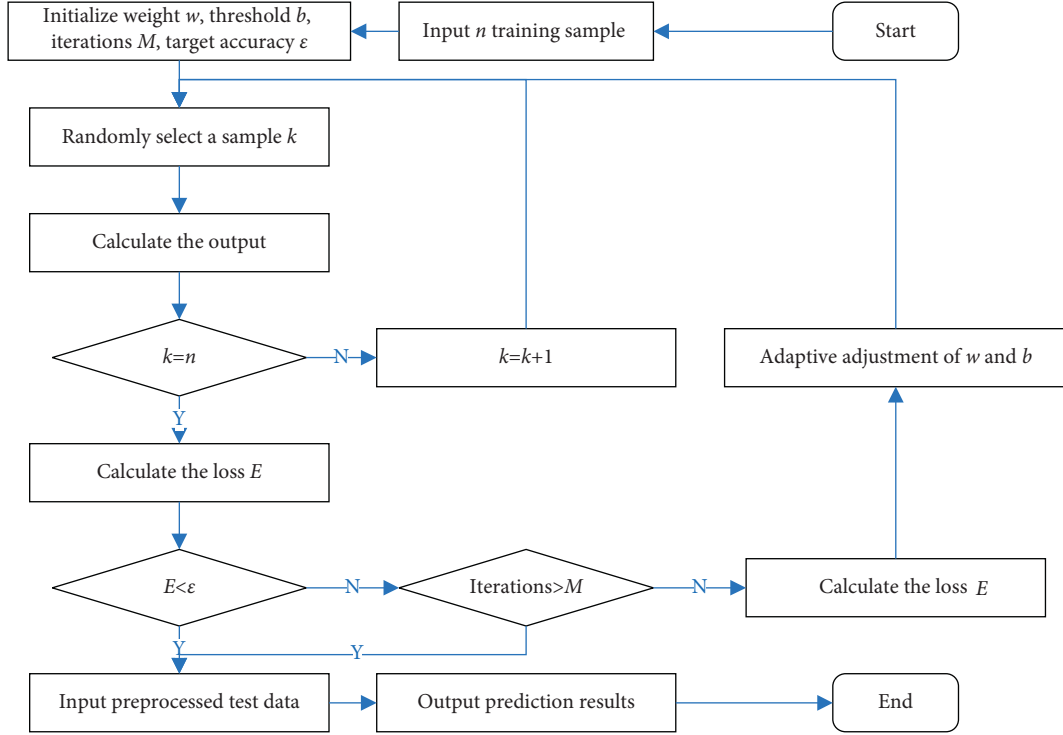 Initialize weight w, threshold b,
iterations M, target accuracy ε
Input n training sample
Start
Randomly select a sample k
Calculate the output
k=n
N
k=k+1
Adaptive adjustment of w and b
Y
Calculate the loss E
E<ε
N
Iterations>M
N
Calculate the loss E
Y
Y
Input preprocessed test data
Output prediction results
End